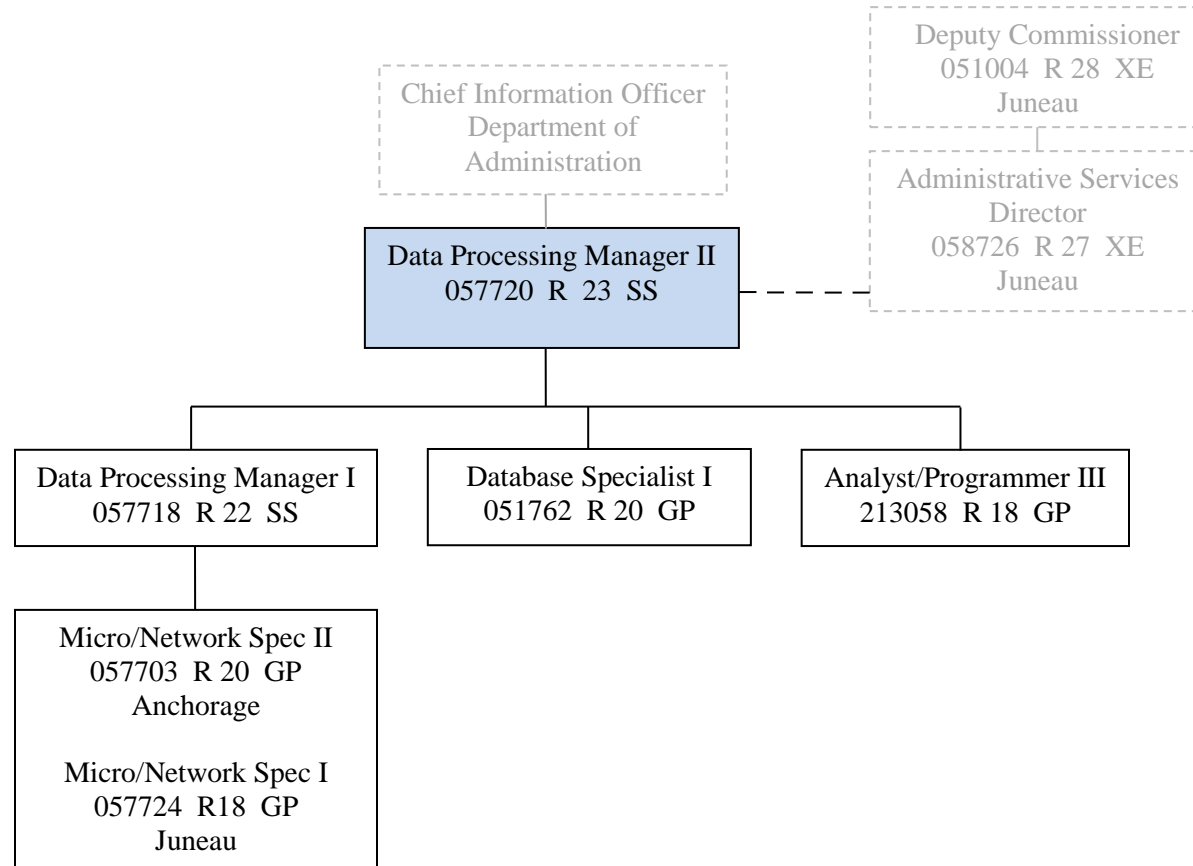 Deputy Commissioner
051004 R 28 XE
Juneau
Chief Information Officer
Department of
Administration
Administrative Services
Director
058726 R 27 XE
Juneau
Data Processing Manager II
057720 R 23 SS
Data Processing Manager I
057718 R 22 SS
Database Specialist I
051762 R 20 GP
Analyst/Programmer III
213058 R 18 GP
Micro/Network Spec II
057703 R 20 GP
Anchorage
Micro/Network Spec I
057724 R18 GP
Juneau